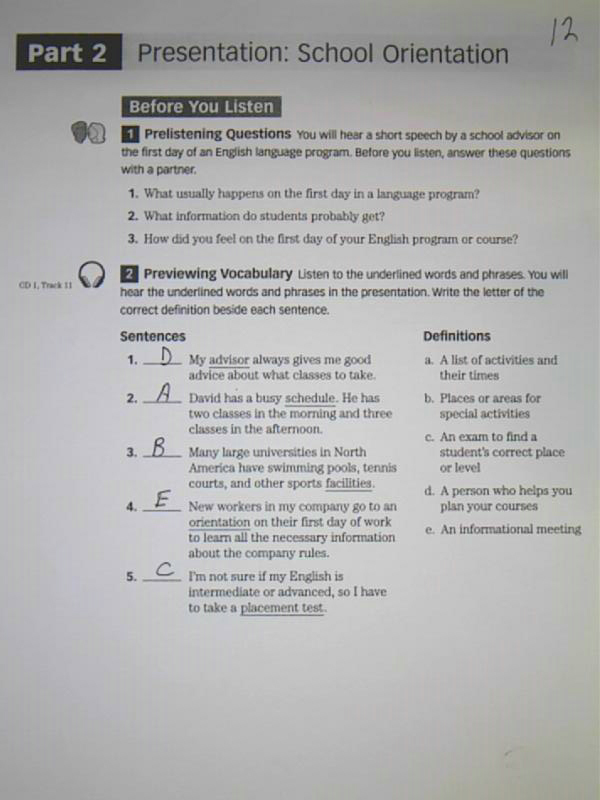 12
Part 2 Presentation: School Orientation
Before You Listen
1 Prelistening Questions You will hear a short speech by a school advisor on
the first day of an English language program. Before you listen, answer these questions
with a partner.
1. What usually happens on the first day in a language program?
2. What information do students probably get?
3. How did you feel on the first day of your English program or course?
CD 1, Track 11
2 Previewing Vocabulary Listen to the underlined words and phrases. You will
hear the underlined words and phrases in the presentation. Write the letter of the
correct definition beside each sentence.
Sentences
1. D My advisor always gives me good
advice about what classes to take.
2. A David has a busy schedule. He has
two classes in the morning and three
classes in the afternoon.
3. B Many large universities in North
America have swimming pools, tennis
courts, and other sports facilities.
4. E New workers in my company go to an
orientation on their first day of work
to learn all the necessary information
about the company rules.
5. C I'm not sure if my English is
intermediate or advanced, so I have
to take a placement test.
Definitions
a. A list of activities and
their times
b. Places or areas for
special activities
c. An exam to find a
student's correct place
or level
d. A person who helps you
plan your courses
e. An informational meeting